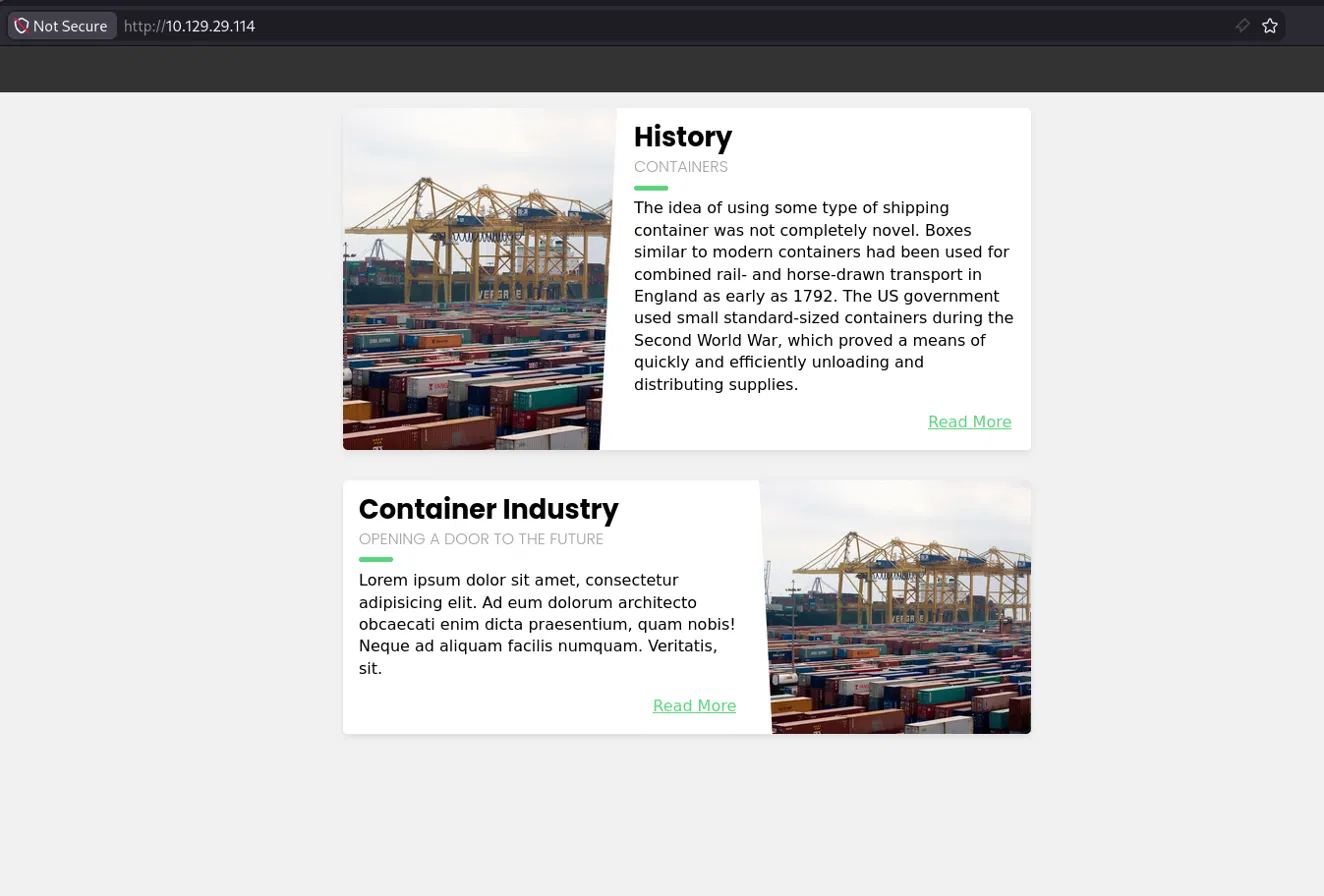 Not Secure http://10.129.29.114
History
CONTAINERS
The idea of using some type of shipping
container was not completely novel. Boxes
similar to modern containers had been used for
combined rail- and horse-drawn transport in
England as early as 1792. The US government
used small standard-sized containers during the
Second World War, which proved a means of
quickly and efficiently unloading and
distributing supplies.
Read More
Container Industry
OPENING A DOOR TO THE FUTURE
Lorem ipsum dolor sit amet, consectetur
adipisicing elit. Ad eum dolorum architecto
obcaecati enim dicta praesentium, quam nobis!
Neque ad aliquam facilis numquam. Veritatis,
sit.
Read More